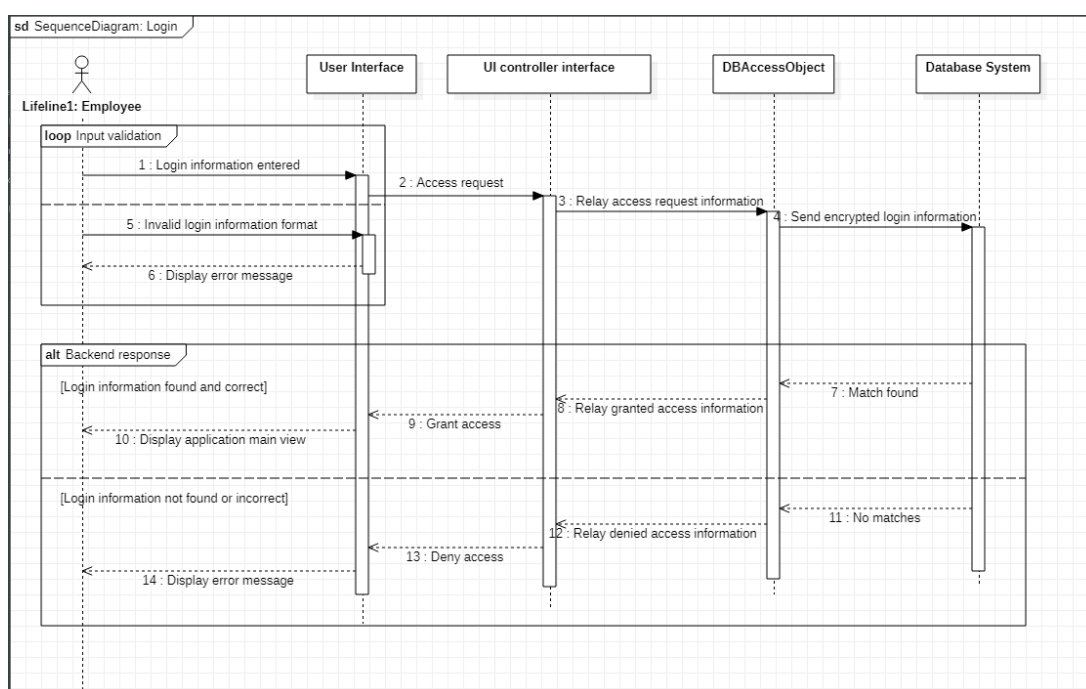 sd SequenceDiagram: Login
User Interface
UI controller interface
DBAccessObject
Database System
Lifeline1: Employee
loop Input validation
1 : Login information entered
2 : Access request
3 : Relay access request information
4 : Send encrypted login information
5 : Invalid login information format
6 : Display error message
alt Backend response
[Login information found and correct]
7 : Match found
8 : Relay granted access information
9 : Grant access
10 : Display application main view
[Login information not found or incorrect]
11 : No matches
12 : Relay denied access information
13 : Deny access
14 : Display error message